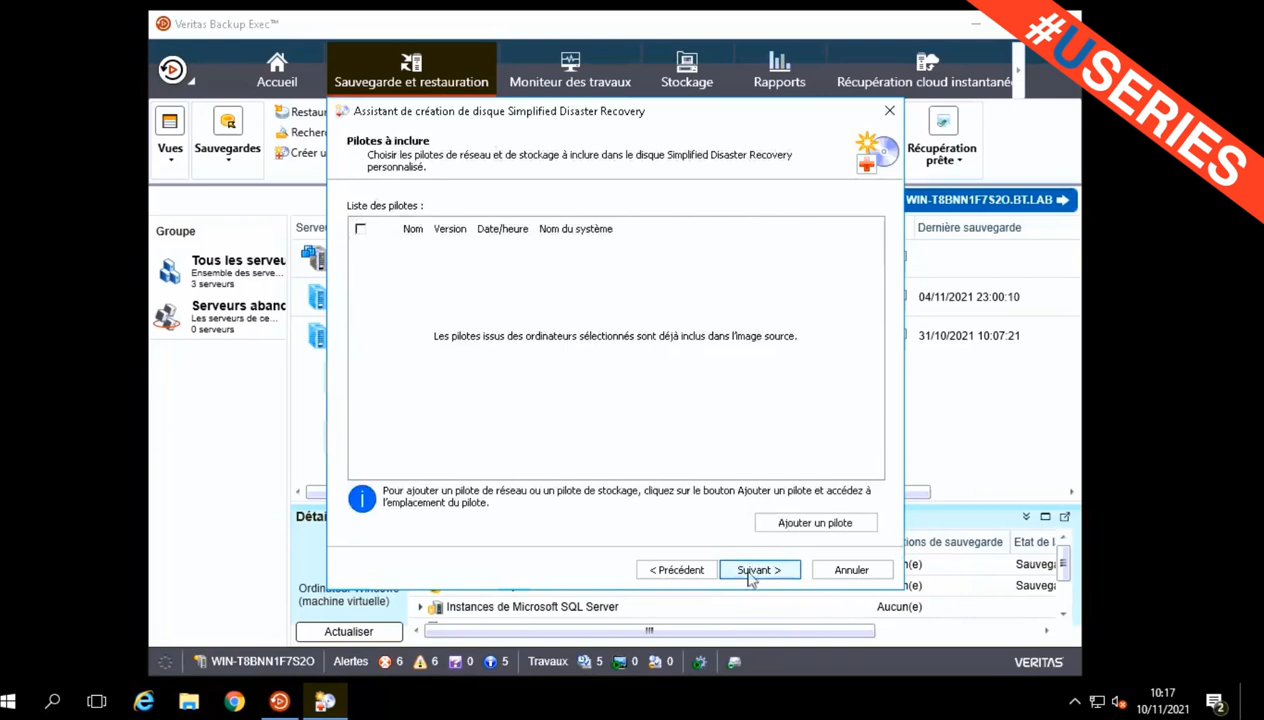 Veritas Backup Exec™
#USERIES
Accueil
Sauvegarde et restauration
Moniteur des travaux
Stockage
Rapports
Récupération cloud instantané
Assistant de création de disque Simplified Disaster Recovery
Vues
Sauvegardes
Restau
Recher
Créer u
Pilotes à inclure
Choisir les pilotes de réseau et de stockage à inclure dans le disque Simplified Disaster Recovery
personnalisé.
Récupération
prête
WIN-T8BNN1F7S2O.BT.LAB
Liste des pilotes :
Groupe
Serveu
Dernière sauvegarde
Nom Version Date/heure Nom du système
Tous les serveu
Ensemble des serve...
3 serveurs
04/11/2021 23:00:10
Serveurs aband
Les serveurs de ce...
0 serveurs
31/10/2021 10:07:21
Les pilotes issus des ordinateurs sélectionnés sont déjà inclus dans l'image source.
Pour ajouter un pilote de réseau ou un pilote de stockage, cliquez sur le bouton Ajouter un pilote et accédez à
l'emplacement du pilote.
Détai
Ajouter un pilote
ions de sauvegarde
Etat de l
n(e)
Sauvega
< Précédent
Suivant >
Annuler
n(e)
Sauvega
Ordinateur Windows
(machine virtuelle)
Instances de Microsoft SQL Server
Aucun(e)
Actualiser
WIN-T8BNN1F7S2O
Alertes 6 6 0 5
Travaux 5 0 0
VERITAS
10:17
10/11/2021
2